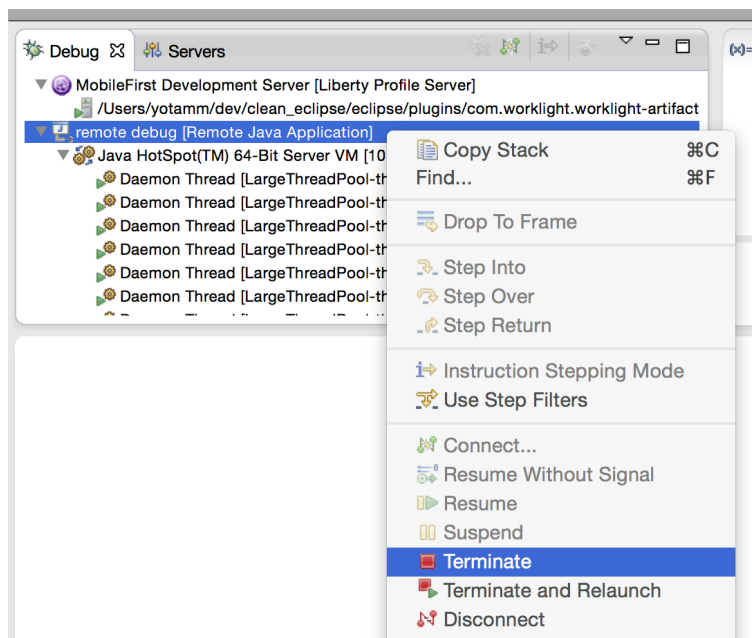 Debug
Servers
(x)=
MobileFirst Development Server [Liberty Profile Server]
/Users/yotamm/dev/clean_eclipse/eclipse/plugins/com.worklight.worklight-artifact
remote debug [Remote Java Application]
Java HotSpot(TM) 64-Bit Server VM [10
Daemon Thread [LargeThreadPool-th
Daemon Thread [LargeThreadPool-th
Daemon Thread [LargeThreadPool-th
Daemon Thread [LargeThreadPool-th
Daemon Thread [LargeThreadPool-th
Daemon Thread [LargeThreadPool-th
Copy Stack ⌘C
Find... ⌘F
Drop To Frame
Step Into
Step Over
Step Return
Instruction Stepping Mode
Use Step Filters
Connect...
Resume Without Signal
Resume
Suspend
Terminate
Terminate and Relaunch
Disconnect